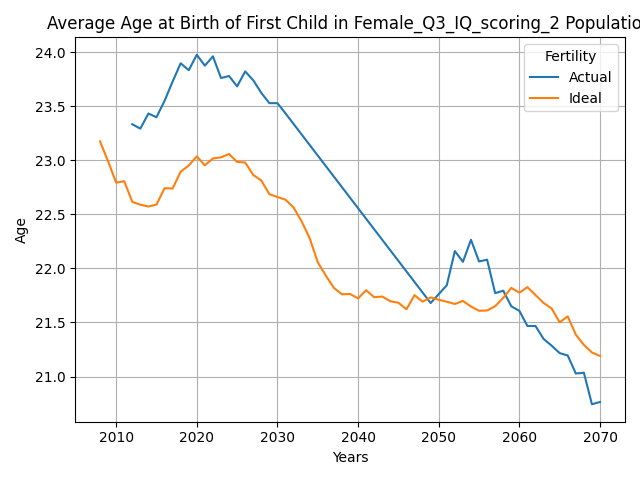 Average Age at Birth of First Child in Female_Q3_IQ_scoring_2 Populatio
Fertility
Actual
Ideal
24.0
23.5
23.0
22.5
22.0
21.5
21.0
Age
2010 2020 2030 2040 2050 2060 2070
Years